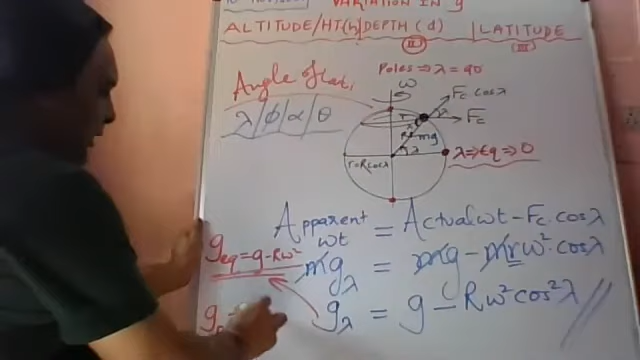 VARIATION IN g
ALTITUDE/HT(h) DEPTH (d) LATITUDE
II III
Angle of lat,
λ/ϕ/α/θ
Poles ⇒ λ = 90
ω
Fc cosλ
Fc
λ
r
R
mg
λ
r=Rcosλ
λ⇒Eq⇒0
Apparent wt = Actual wt - Fc.cosλ
geq = g-Rω²
mgλ = mg - mrω².cosλ
gλ = g - Rω²cos²λ